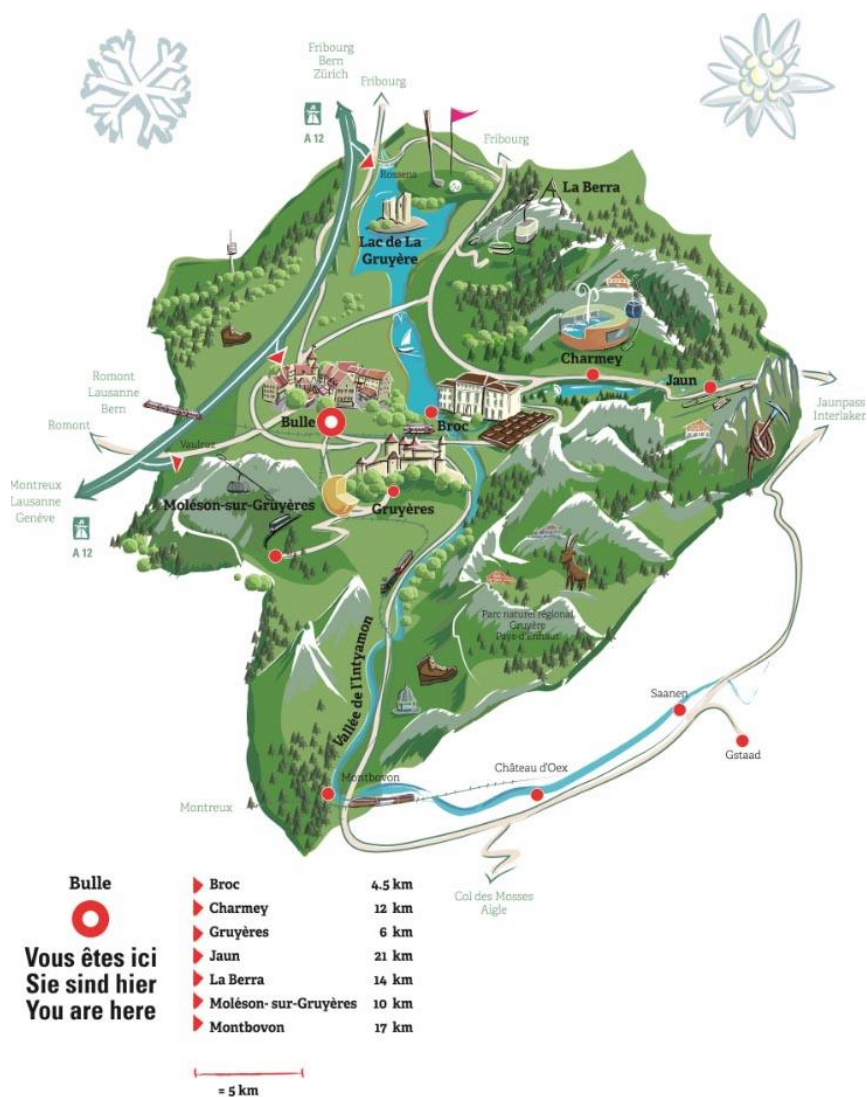 Fribourg
Bern
Zürich
Fribourg
A 12
Fribourg
Rossens
La Berra
Lac de La
Gruyère
Charmey
Jaun
Romont
Lausanne
Bern
Jaunpass
Interlaken
Romont
Bulle
Broc
Vaulruz
Montreux
Lausanne
Genève
A 12
Moléson-sur-Gruyères
Gruyères
Parc naturel régional
Gruyère
Pays-d'enhaut
Vallée de l'Intyamon
Saanen
Gstaad
Château d'Oex
Montbovon
Montreux
Col des Mosses
Aigle
Bulle
Vous êtes ici
Sie sind hier
You are here
Broc 4.5 km
Charmey 12 km
Gruyères 6 km
Jaun 21 km
La Berra 14 km
Moléson- sur-Gruyères 10 km
Montbovon 17 km
= 5 km